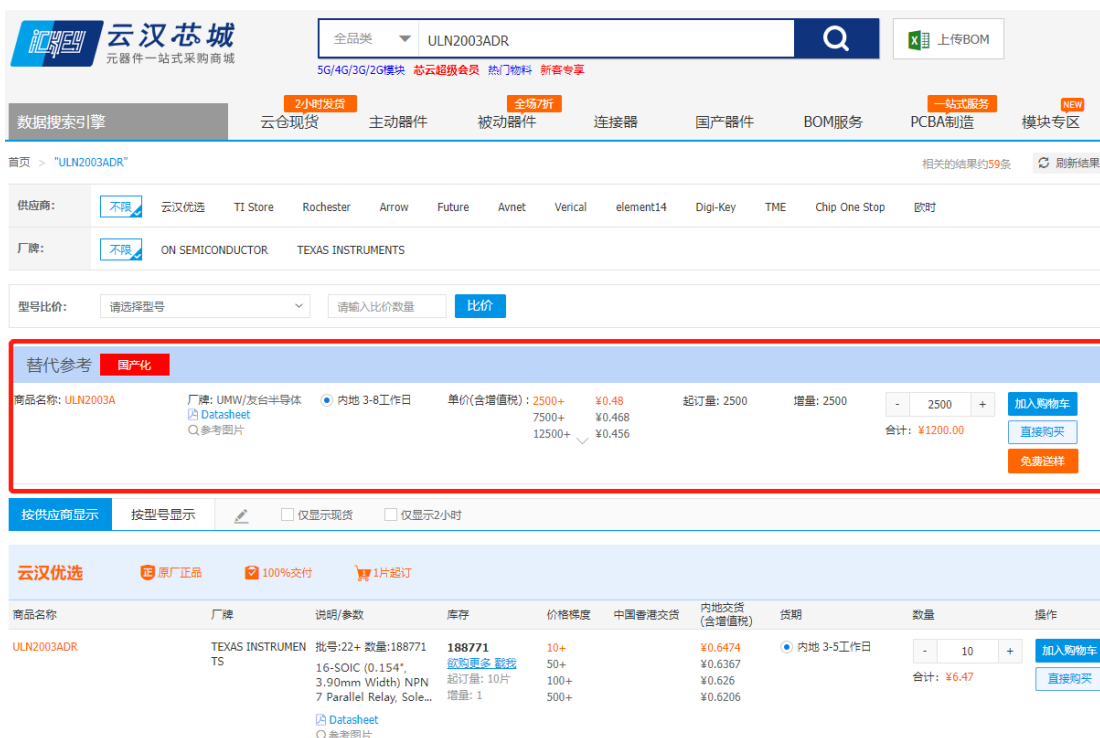 ICKEY 云汉芯城
元器件一站式采购商城
全品类 ULN2003ADR
上传BOM
5G/4G/3G/2G模块 芯云超级会员 热门物料 新客专享
2小时发货 全场7折 一站式服务 NEW
数据搜索引擎 云仓现货 主动器件 被动器件 连接器 国产器件 BOM服务 PCBA制造 模块专区
首页 > "ULN2003ADR" 相关的结果约59条 刷新结果
供应商: 不限 云汉优选 TI Store Rochester Arrow Future Avnet Verical element14 Digi-Key TME Chip One Stop 欧时
厂牌: 不限 ON SEMICONDUCTOR TEXAS INSTRUMENTS
型号比价: 请选择型号 请输入比价数量 比价
替代参考 国产化
商品名称: ULN2003A 厂牌: UMW/友台半导体 内地 3-8工作日 单价(含增值税) : 2500+ ¥0.48 起订量: 2500 增量: 2500 - 2500 + 加入购物车
Datasheet 7500+ ¥0.468
参考图片 12500+ ¥0.456 合计: ¥1200.00 直接购买
免费送样
按供应商显示 按型号显示 仅显示现货 仅显示2小时
云汉优选 正 原厂正品 100%交付 1片起订
商品名称 厂牌 说明/参数 库存 价格梯度 中国香港交货 内地交货 货期 数量 操作
(含增值税)
ULN2003ADR TEXAS INSTRUMEN 批号:22+ 数量:188771 188771 10+ ¥0.6474 内地 3-5工作日 - 10 + 加入购物车
TS 16-SOIC (0.154", 欲购更多 戳我 50+ ¥0.6367
3.90mm Width) NPN 起订量: 10片 100+ ¥0.626 合计: ¥6.47 直接购买
7 Parallel Relay, Sole... 增量: 1 500+ ¥0.6206
Datasheet
参考图片